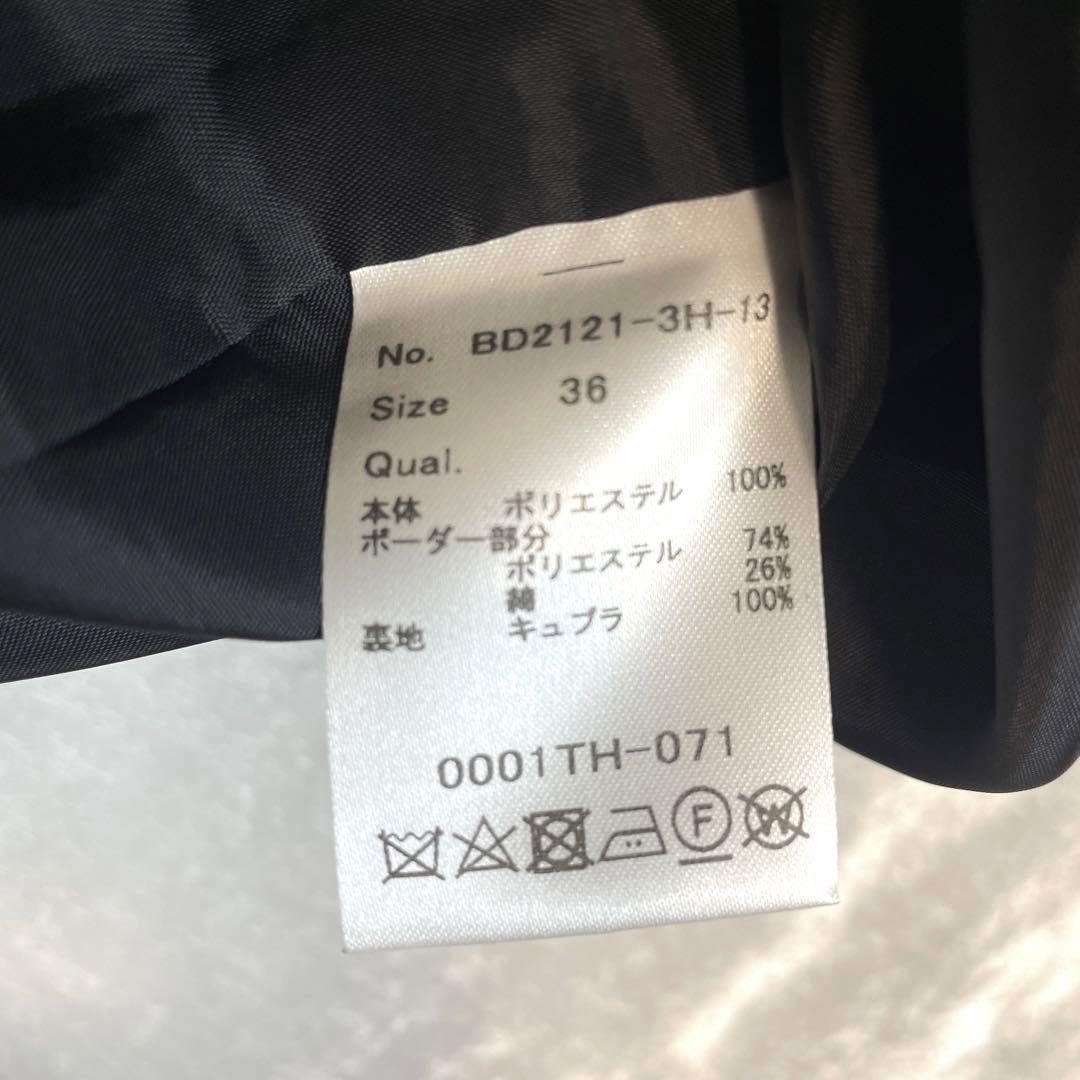 No. BD2121-3H-13
Size 36
Qual.
本体 ポリエステル 100%
ボーダー部分
ポリエステル 74%
綿 26%
裏地 キュプラ 100%
0001TH-071
F W